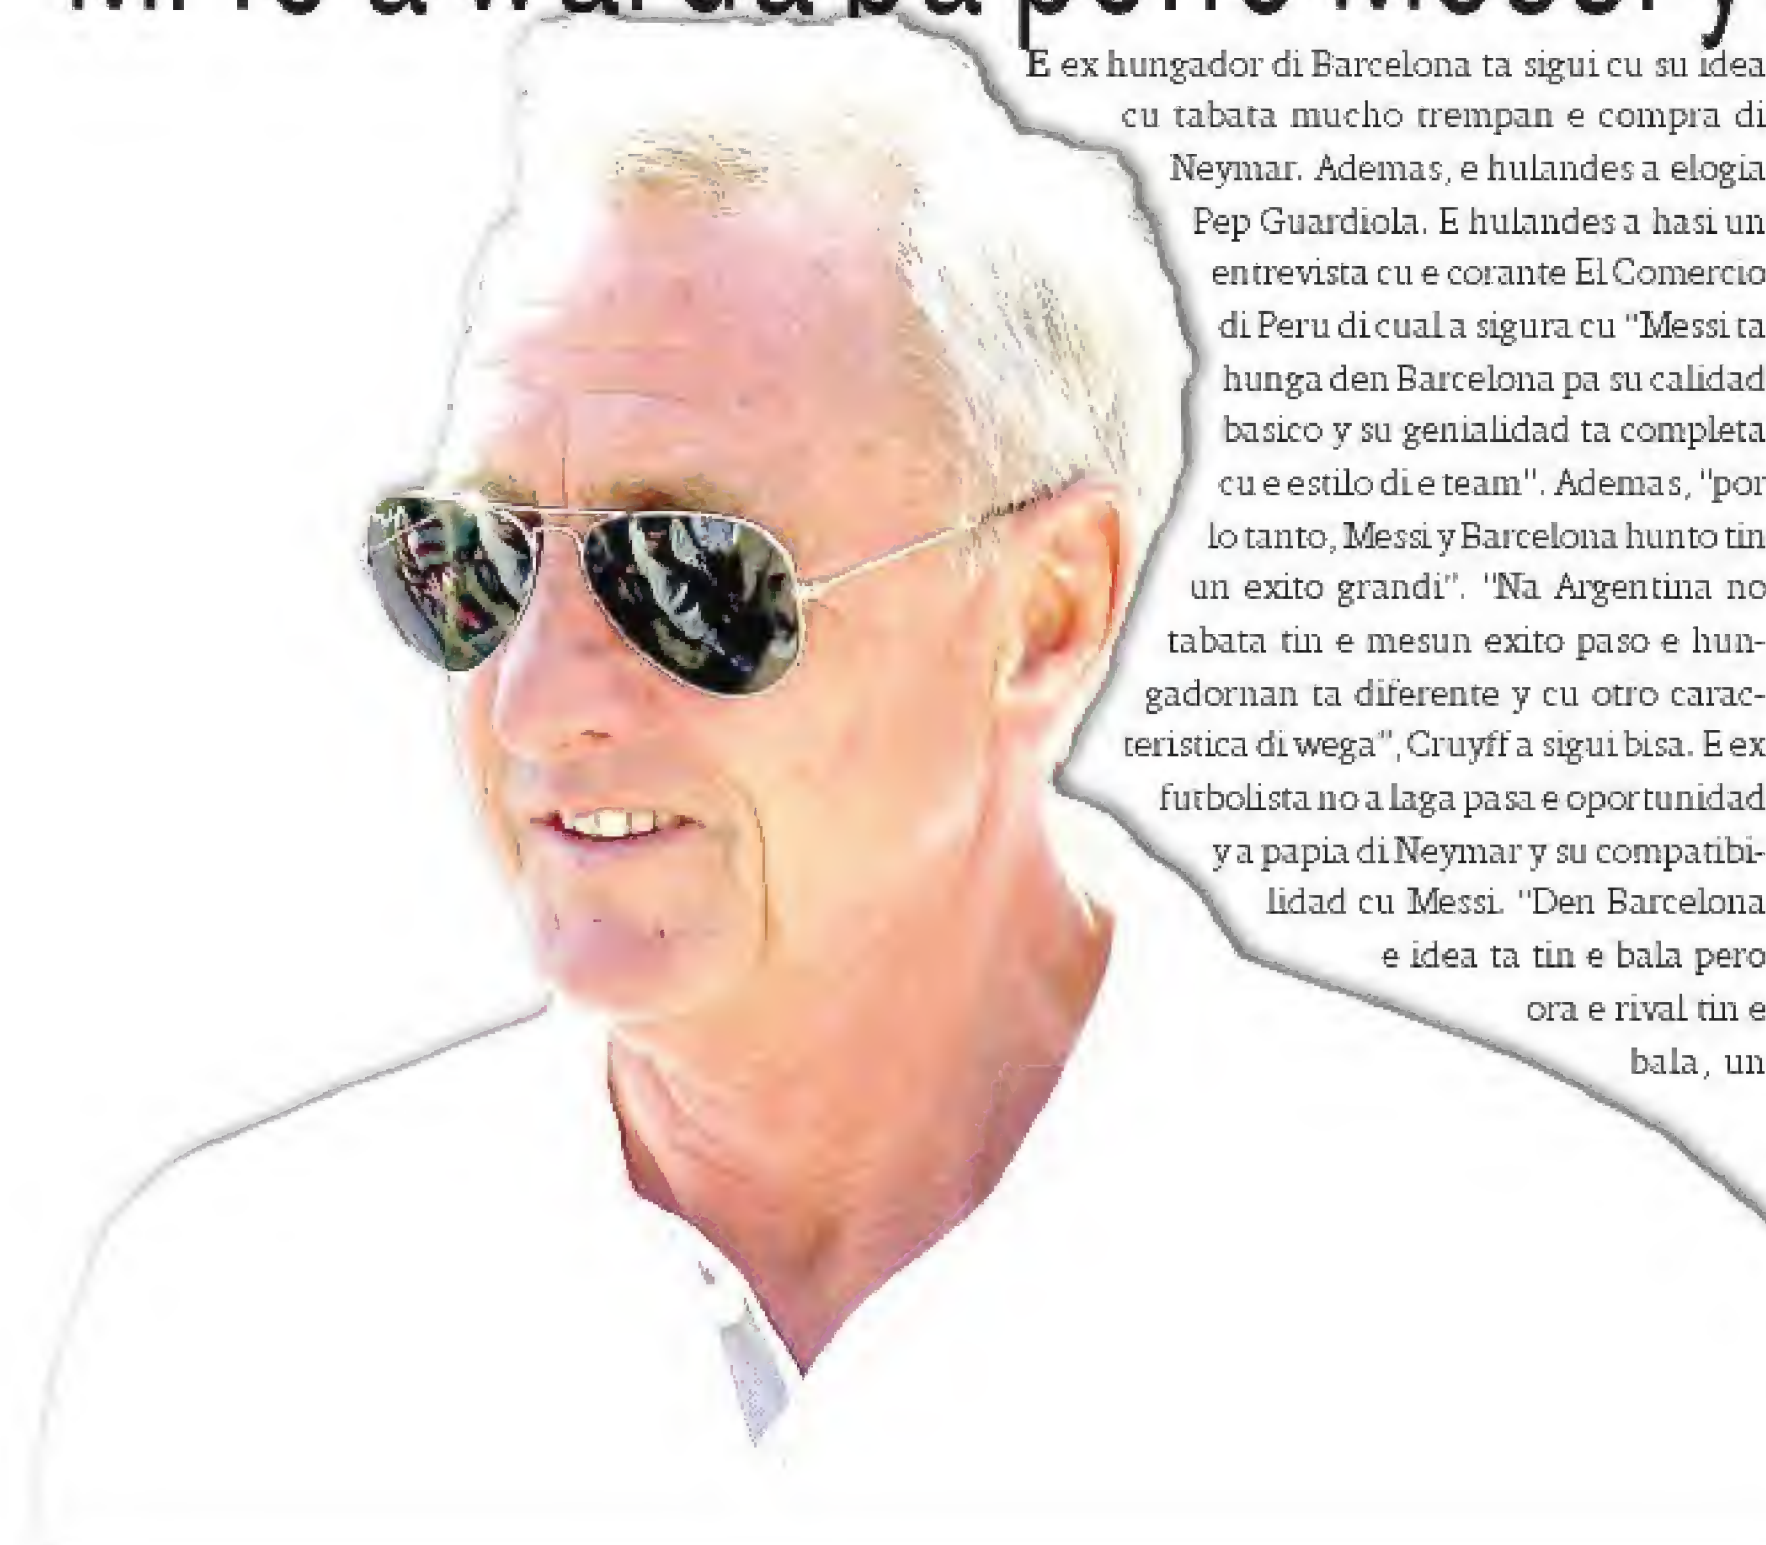 E ex hungador di Barcelona ta sigui cu su idea
cu tabata mucho trempan e compra di
Neymar. Ademas, e hulandes a elogia
Pep Guardiola. E hulandes a hasi un
entrevista cu e corante El Comercio
di Peru di cual a sigura cu "Messi ta
hunga den Barcelona pa su calidad
basico y su genialidad ta completa
cu e estilo di e team". Ademas, "por
lo tanto, Messi y Barcelona hunto tin
un exito grandi". "Na Argentina no
tabata tin e mesun exito paso e hun-
gadornan ta diferente y cu otro carac-
teristica di wega", Cruyff a sigui bisa. E ex
futbolista no a laga pasa e oportunidad
y a papia di Neymar y su compatibi-
lidad cu Messi. "Den Barcelona
e idea ta tin e bala pero
ora e rival tin e
bala, un